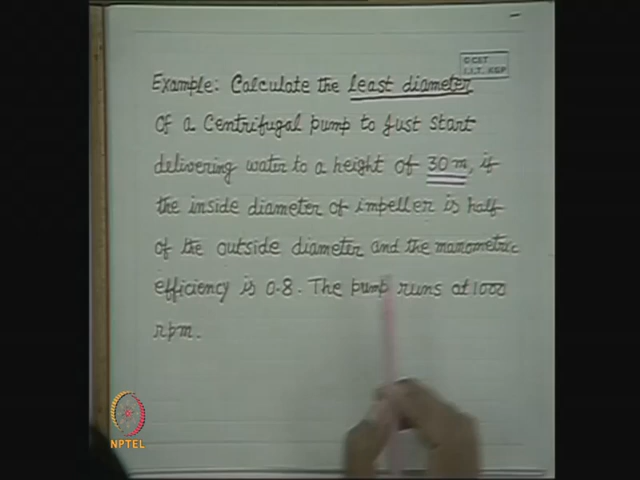 © CET
I.I.T. KGP
Example: Calculate the least diameter
of a Centrifugal pump to just start
delivering water to a height of 30 m, if
the inside diameter of impeller is half
of the outside diameter and the manometric
efficiency is 0.8. The pump runs at 1000
rpm.
NPTEL